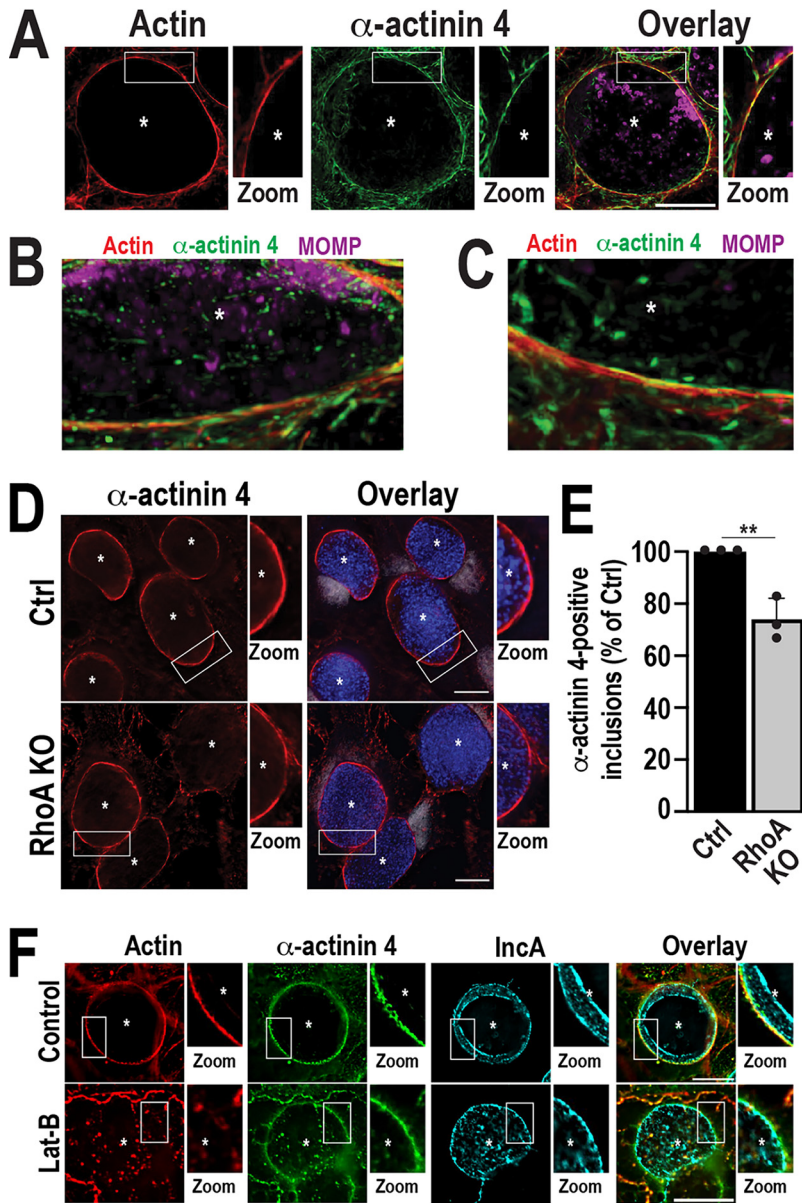 A
Actin
α-actinin 4
Overlay
*
*
*
*
*
*
Zoom
Zoom
Zoom
B
Actin α-actinin 4 MOMP
*
C
Actin α-actinin 4 MOMP
*
D
α-actinin 4
Overlay
Ctrl
*
*
*
*
*
Zoom
*
*
*
*
*
Zoom
RhoA KO
*
*
*
*
Zoom
*
*
*
*
Zoom
E
α-actinin 4-positive
inclusions (% of Ctrl)
**
100
80
60
40
20
0
Ctrl
RhoA
KO
F
Actin
α-actinin 4
IncA
Overlay
Control
*
*
*
*
*
*
*
*
Zoom
Zoom
Zoom
Zoom
Lat-B
*
*
*
*
*
*
*
*
Zoom
Zoom
Zoom
Zoom